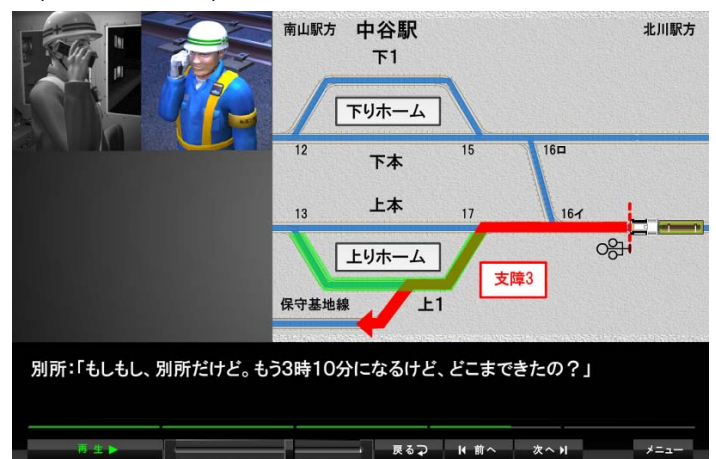 南山駅方 中谷駅 北川駅方
下1
下りホーム
12 15 16ロ
下本
上本
13 17 16イ
上りホーム
支障3
保守基地線 上1
別所:「もしもし、別所だけど。もう3時10分になるけど、どこまできたの?」
再生▶ 戻る 前へ 次へ メニュー